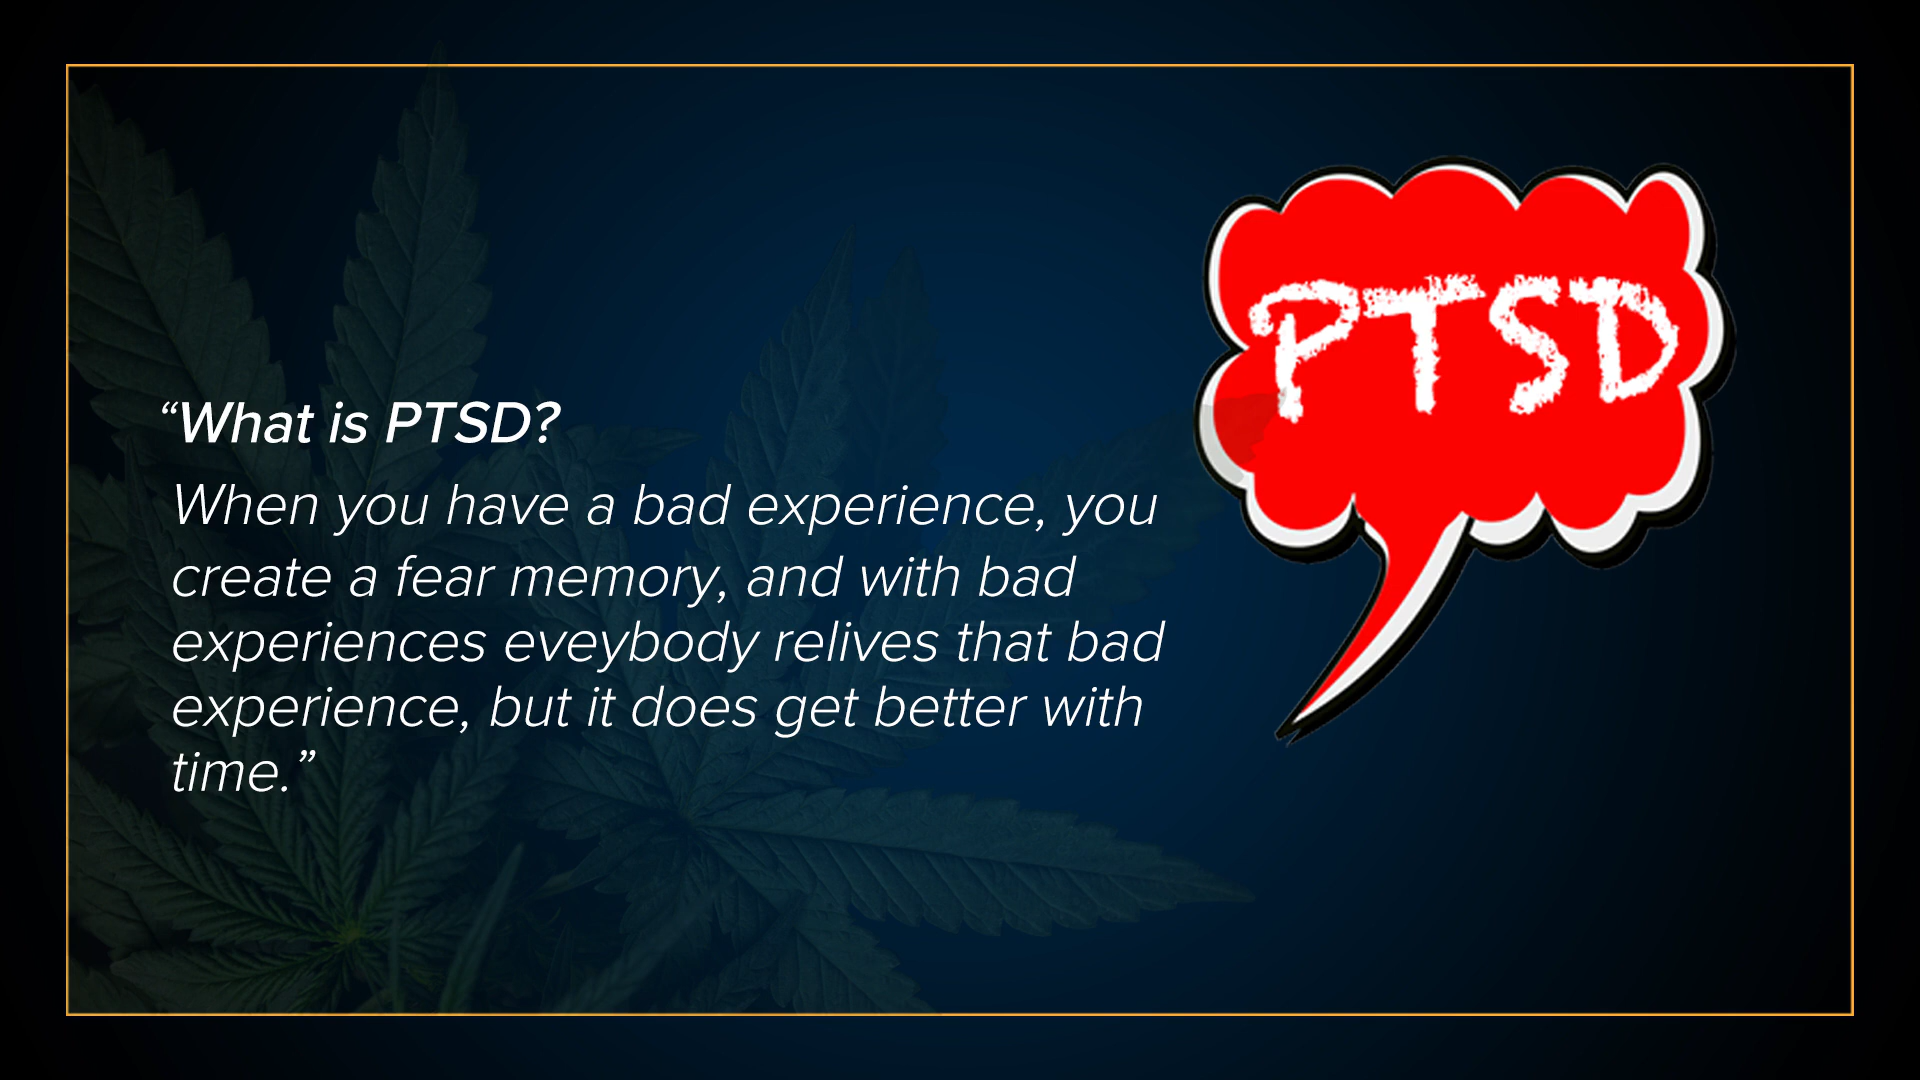 “What is PTSD?
When you have a bad experience, you
create a fear memory, and with bad
experiences eveybody relives that bad
experience, but it does get better with
time.”
PTSD